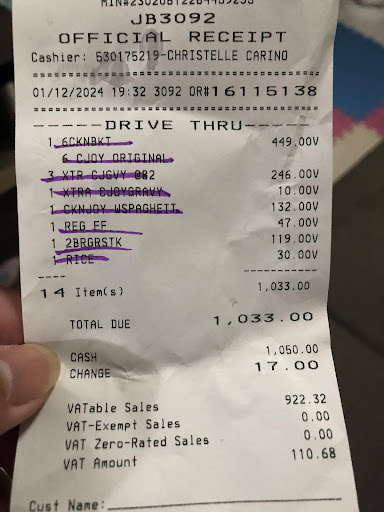 JB3092
OFFICIAL RECEIPT
Cashier: 530175219-CHRISTELLE CARINO
01/12/2024 19:32 3092 OR#16115138
------DRIVE THRU------
1 6CKNBKT 449.00V
6 CJOY ORIGINAL
3 XTR CJGVY @82 246.00V
1 XTRA CJOYGRAVY 10.00V
1 CKNJOY WSPAGHETT 132.00V
1 REG FF 47.00V
1 2BRGRSTK 119.00V
1 RICE 30.00V
14 Item(s) 1,033.00
TOTAL DUE 1,033.00
CASH 1,050.00
CHANGE 17.00
VATable Sales 922.32
VAT-Exempt Sales 0.00
VAT Zero-Rated Sales 0.00
VAT Amount 110.68
Cust Name: